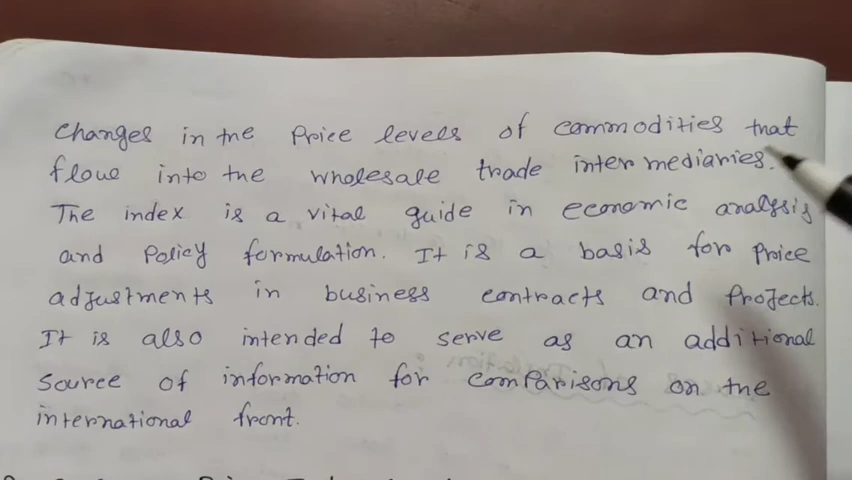 Changes in the Price levels of commodities that
flow into the wholesale trade intermediaries.
The index is a vital guide in economic analysis
and Policy formulation. It is a basis for price
adjustments in business contracts and Projects.
It is also intended to serve as an additional
source of information for comparisons on the
international front.